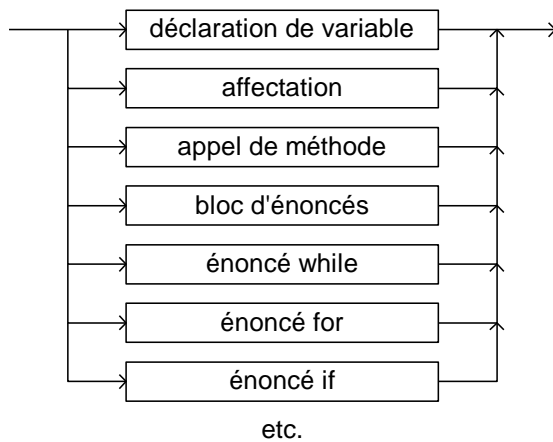 déclaration de variable
affectation
appel de méthode
bloc d'énoncés
énoncé while
énoncé for
énoncé if
etc.